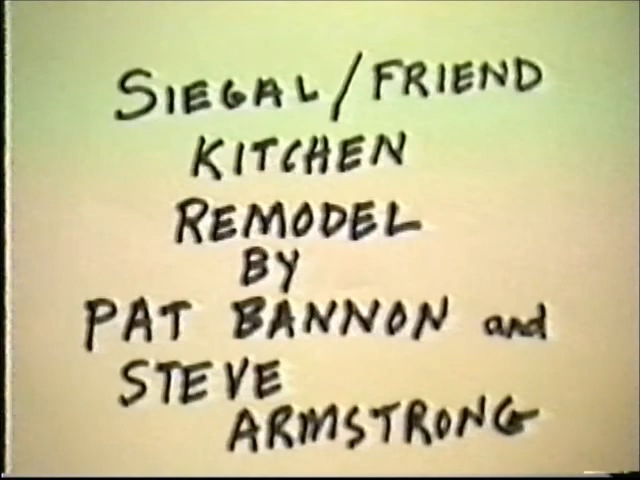 SIEGAL/FRIEND
KITCHEN
REMODEL
BY
PAT BANNON and
STEVE
ARMSTRONG